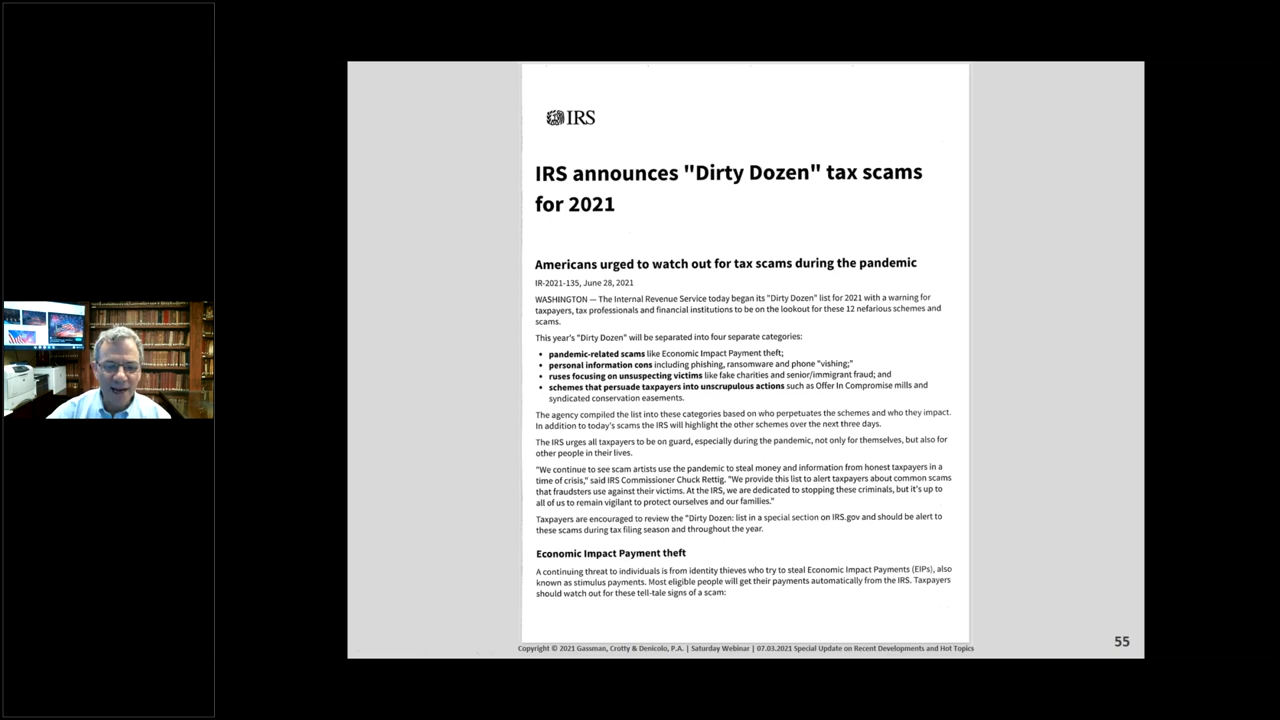 IRS
IRS announces "Dirty Dozen" tax scams
for 2021
Americans urged to watch out for tax scams during the pandemic
IR-2021-135, June 28, 2021
WASHINGTON — The Internal Revenue Service today began its "Dirty Dozen" list for 2021 with a warning for
taxpayers, tax professionals and financial institutions to be on the lookout for these 12 nefarious schemes and
scams.
This year's "Dirty Dozen" will be separated into four separate categories:
• pandemic-related scams like Economic Impact Payment theft;
• personal information cons including phishing, ransomware and phone "vishing;"
• ruses focusing on unsuspecting victims like fake charities and senior/immigrant fraud; and
• schemes that persuade taxpayers into unscrupulous actions such as Offer In Compromise mills and
syndicated conservation easements.
The agency compiled the list into these categories based on who perpetuates the schemes and who they impact.
In addition to today's scams the IRS will highlight the other schemes over the next three days.
The IRS urges all taxpayers to be on guard, especially during the pandemic, not only for themselves, but also for
other people in their lives.
"We continue to see scam artists use the pandemic to steal money and information from honest taxpayers in a
time of crisis," said IRS Commissioner Chuck Rettig. "We provide this list to alert taxpayers about common scams
that fraudsters use against their victims. At the IRS, we are dedicated to stopping these criminals, but it's up to
all of us to remain vigilant to protect ourselves and our families."
Taxpayers are encouraged to review the "Dirty Dozen: list in a special section on IRS.gov and should be alert to
these scams during tax filing season and throughout the year.
Economic Impact Payment theft
A continuing threat to individuals is from identity thieves who try to steal Economic Impact Payments (EIPs), also
known as stimulus payments. Most eligible people will get their payments automatically from the IRS. Taxpayers
should watch out for these tell-tale signs of a scam:
55
Copyright © 2021 Gassman, Crotty & Denicolo, P.A. | Saturday Webinar | 07.03.2021 Special Update on Recent Developments and Hot Topics